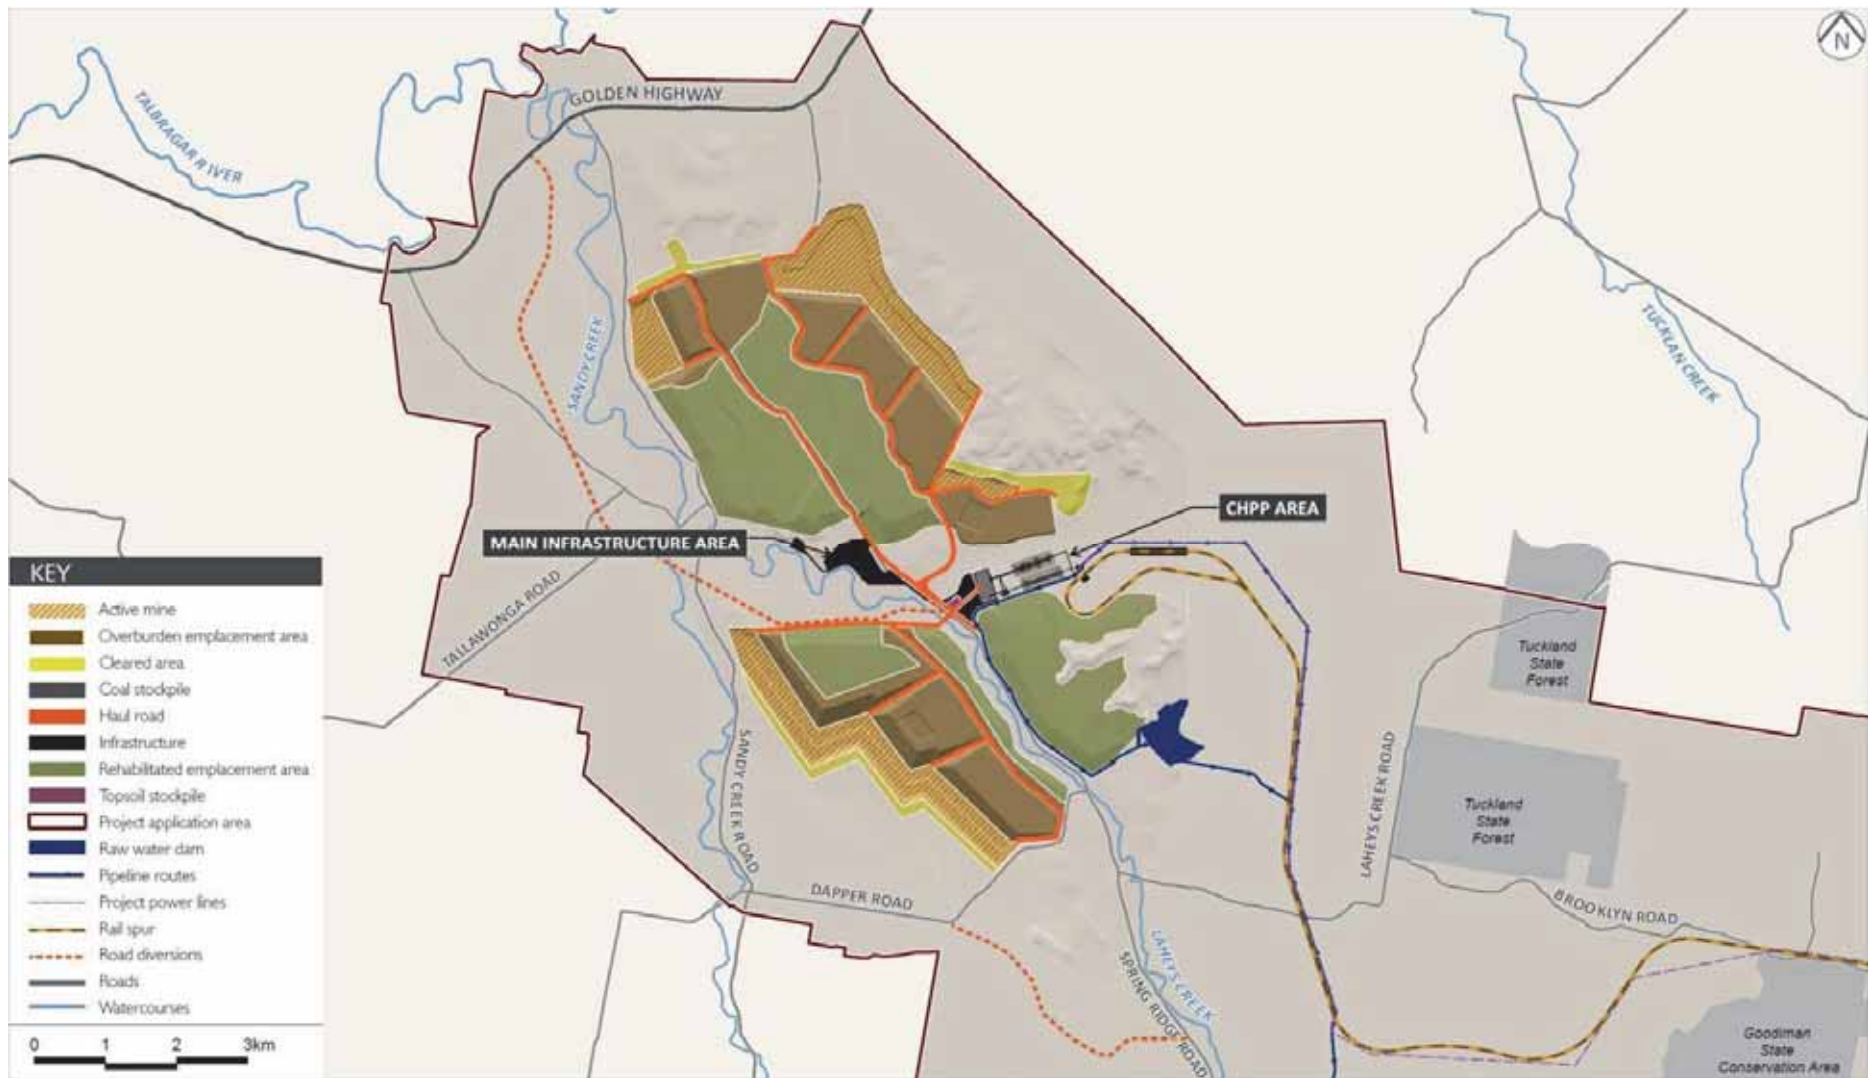 N
GOLDEN HIGHWAY
TALBRAGAR RIVER
SANDY CREEK
TUCKLAN CREEK
CHPP AREA
MAIN INFRASTRUCTURE AREA
TALLAWONGA ROAD
Tuckland
State
Forest
SANDY CREEK ROAD
LAHEYS CREEK ROAD
Tuckland
State
Forest
DAPPER ROAD
BROOKLYN ROAD
LAHEYS CREEK
SPRING RIDGE ROAD
Goodiman
State
Conservation Area
KEY
Active mine
Overburden emplacement area
Cleared area
Coal stockpile
Haul road
Infrastructure
Rehabilitated emplacement area
Topsoil stockpile
Project application area
Raw water dam
Pipeline routes
Project power lines
Rail spur
Road diversions
Roads
Watercourses
0 1 2 3km